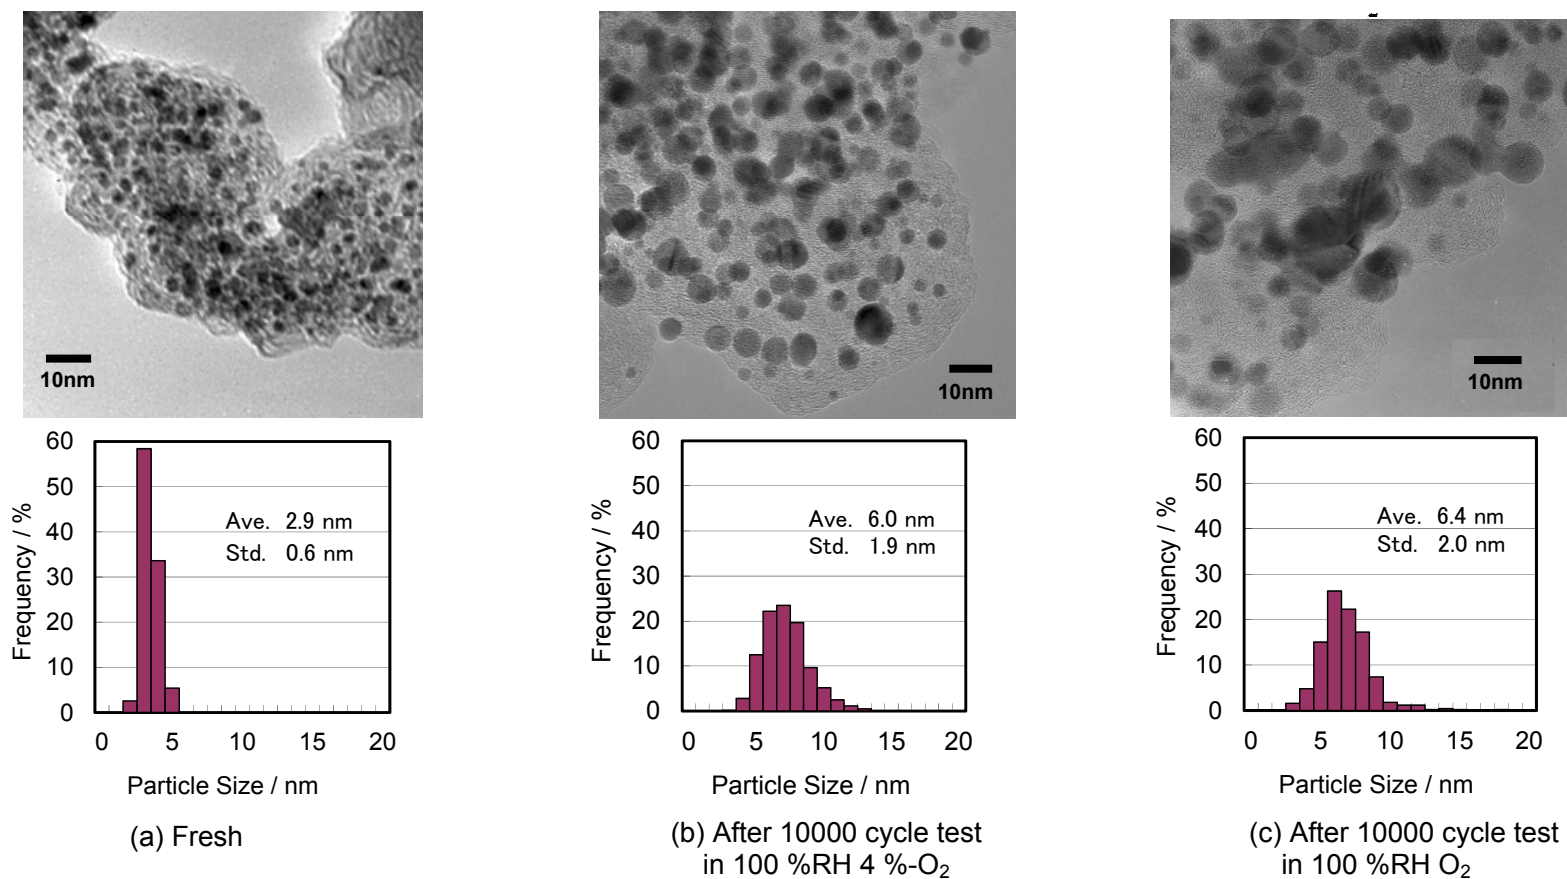 10nm
10nm
10nm
60
50
40
30
20
10
0
Frequency / %
Ave. 2.9 nm
Std. 0.6 nm
0 5 10 15 20
Particle Size / nm
(a) Fresh
60
50
40
30
20
10
0
Frequency / %
Ave. 6.0 nm
Std. 1.9 nm
0 5 10 15 20
Particle Size / nm
(b) After 10000 cycle test
in 100 %RH 4 %-O₂
60
50
40
30
20
10
0
Frequency / %
Ave. 6.4 nm
Std. 2.0 nm
0 5 10 15 20
Particle Size / nm
(c) After 10000 cycle test
in 100 %RH O₂